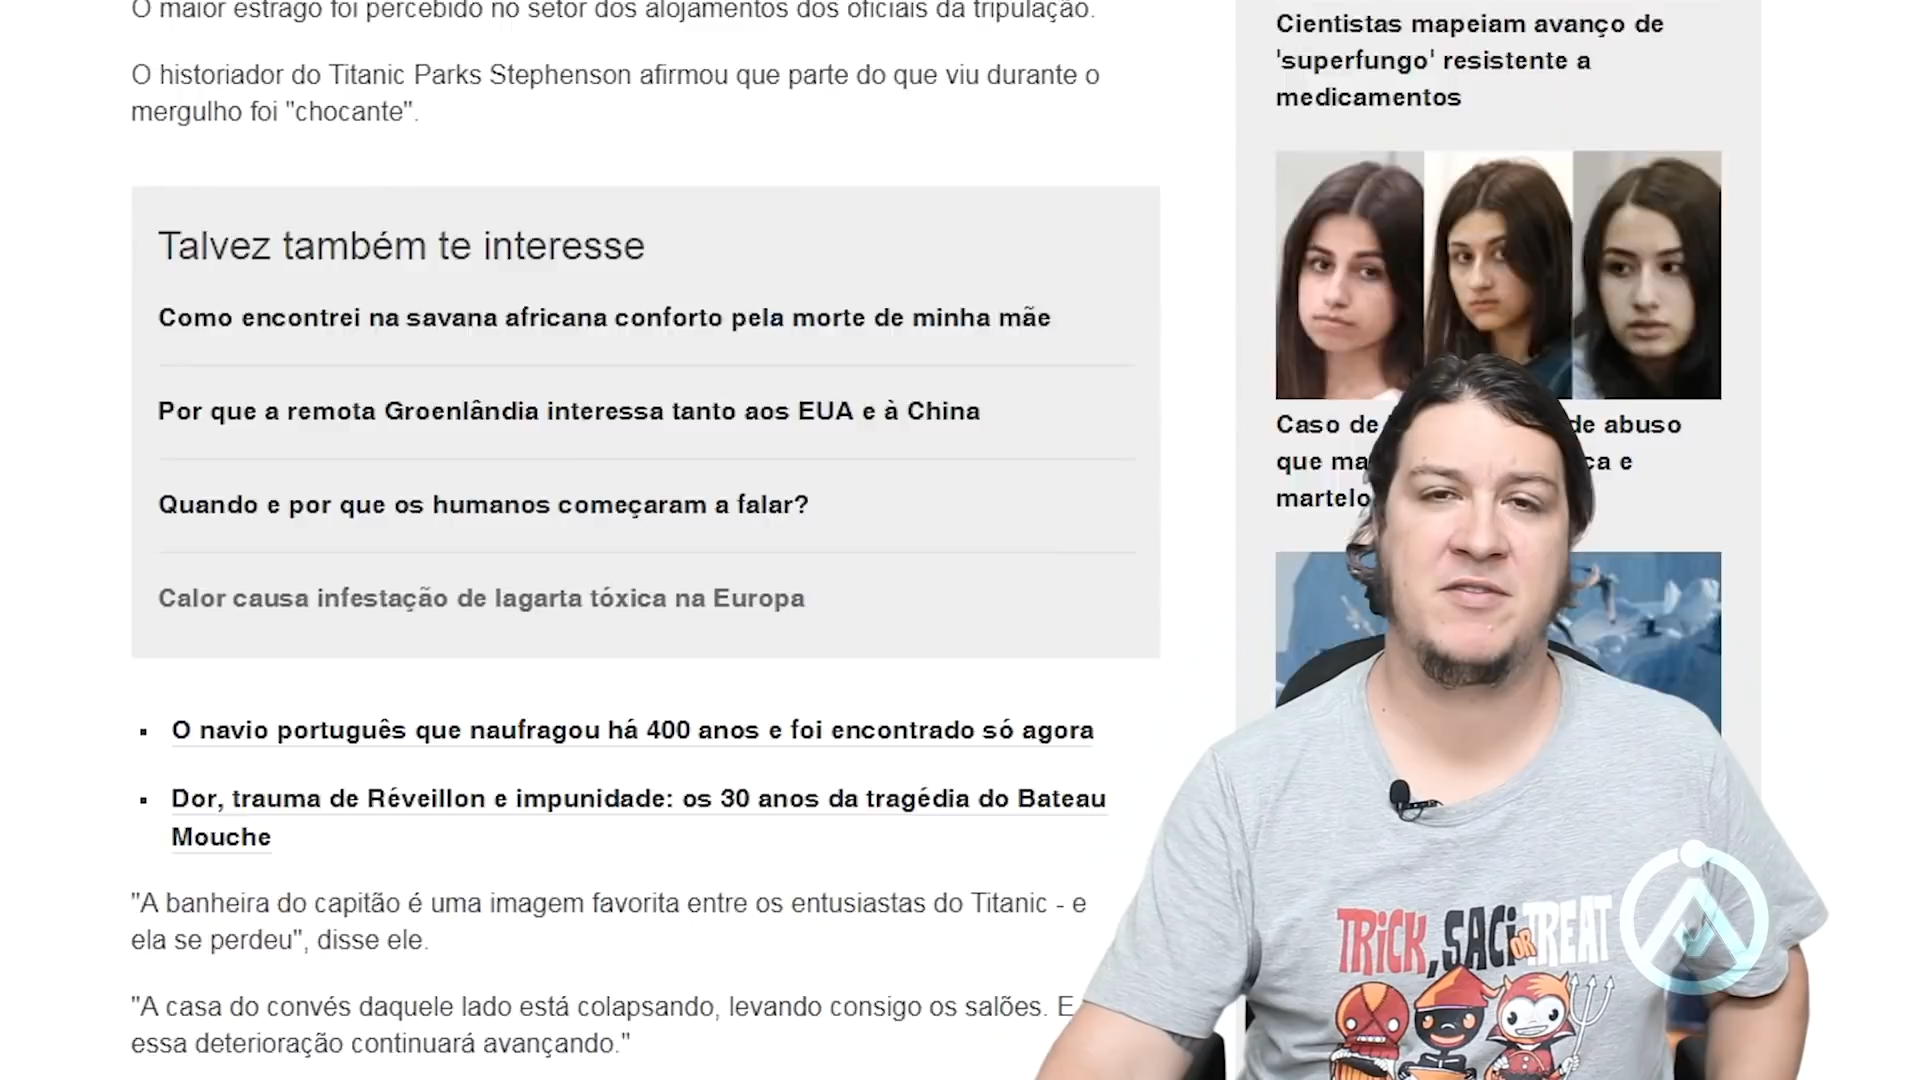 O maior estrago foi percebido no setor dos alojamentos dos oficiais da tripulação.
O historiador do Titanic Parks Stephenson afirmou que parte do que viu durante o
mergulho foi "chocante".
Talvez também te interesse
Como encontrei na savana africana conforto pela morte de minha mãe
Por que a remota Groenlândia interessa tanto aos EUA e à China
Quando e por que os humanos começaram a falar?
Calor causa infestação de lagarta tóxica na Europa
O navio português que naufragou há 400 anos e foi encontrado só agora
Dor, trauma de Réveillon e impunidade: os 30 anos da tragédia do Bateau
Mouche
"A banheira do capitão é uma imagem favorita entre os entusiastas do Titanic - e
ela se perdeu", disse ele.
"A casa do convés daquele lado está colapsando, levando consigo os salões. E
essa deterioração continuará avançando."
Cientistas mapeiam avanço de
'superfungo' resistente a
medicamentos
Caso de de abuso
que
martelo
TRICK, SACI OR TREAT